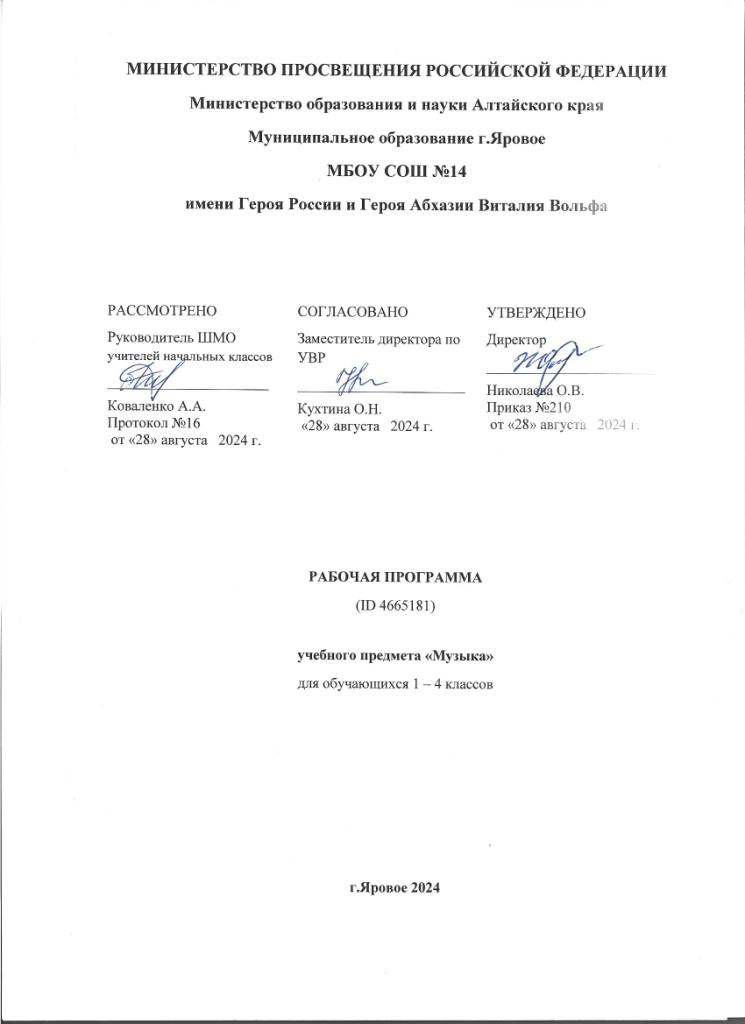 МИНИСТЕРСТВО ПРОСВЕЩЕНИЯ РОССИЙСКОЙ ФЕДЕРАЦИИ
Министерство образования и науки Алтайского края
Муниципальное образование г.Яровое
МБОУ СОШ №14
имени Героя России и Героя Абхазии Виталия Вольфа
РАССМОТРЕНО
Руководитель ШМО
учителей начальных классов
Коваленко А.А.
Протокол №16
от «28» августа 2024 г.
СОГЛАСОВАНО
Заместитель директора по
УВР
Кухтина О.Н.
«28» августа 2024 г.
УТВЕРЖДЕНО
Директор
Николаева О.В.
Приказ №210
от «28» августа 2024 г.
РАБОЧАЯ ПРОГРАММА
(ID 4665181)
учебного предмета «Музыка»
для обучающихся 1 – 4 классов
г.Яровое 2024